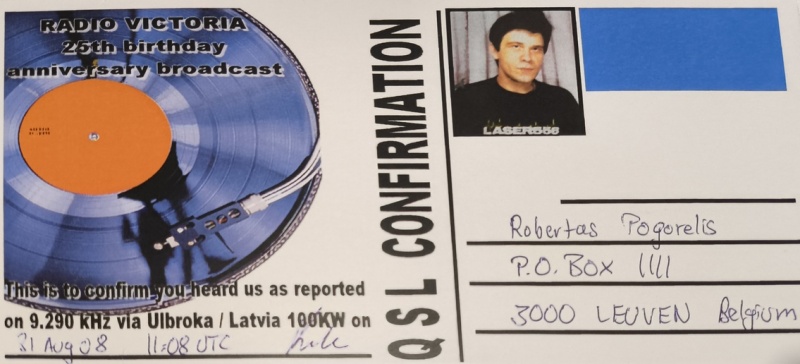 RADIO VICTORIA
25th birthday
anniversary broadcast
This is to confirm you heard us as reported
on 9.290 kHz via Ulbroka / Latvia 100KW on
31 Aug 08 11:08 UTC
QSL CONFIRMATION
LASER558
Robertas Pogorelis
P.O. Box 1111
3000 LEUVEN Belgium